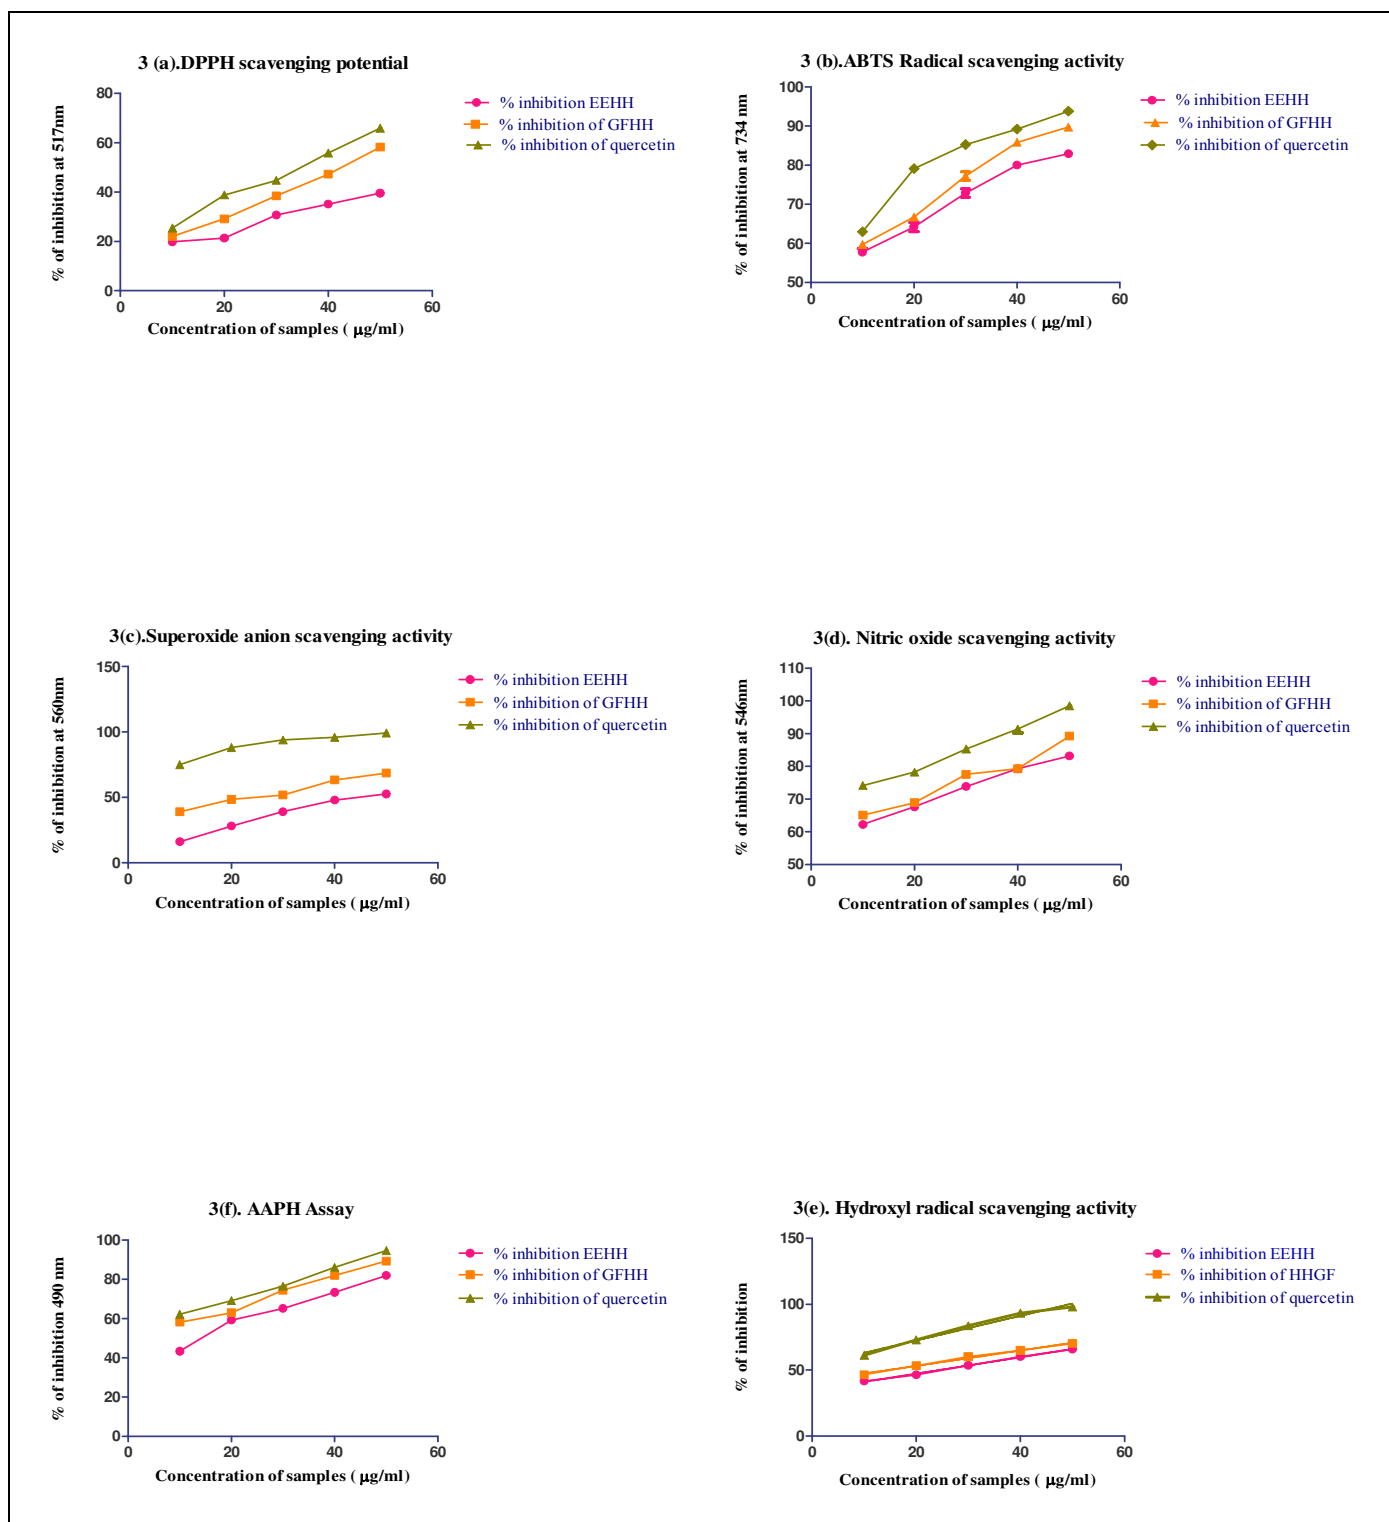 3 (a).DPPH scavenging potential
% of inhibition at 517nm
80
60
40
20
0
0 20 40 60
Concentration of samples ( μg/ml)
% inhibition EEHH
% inhibition of GFHH
% inhibition of quercetin
3 (b).ABTS Radical scavenging activity
% of inhibition at 734 nm
100
90
80
70
60
50
0 20 40 60
Concentration of samples ( μg/ml)
% inhibition EEHH
% inhibition of GFHH
% inhibition of quercetin
3(c).Superoxide anion scavenging activity
% of inhibition at 560nm
150
100
50
0
0 20 40 60
Concentration of samples ( μg/ml)
% inhibition EEHH
% inhibition of GFHH
% inhibition of quercetin
3(d). Nitric oxide scavenging activity
% of inhibition at 546nm
110
100
90
80
70
60
50
0 20 40 60
Concentration of samples ( μg/ml)
% inhibition EEHH
% inhibition of GFHH
% inhibition of quercetin
3(f). AAPH Assay
% of inhibition 490 nm
100
80
60
40
20
0
0 20 40 60
Concentration of samples ( μg/ml)
% inhibition EEHH
% inhibition of GFHH
% inhibition of quercetin
3(e). Hydroxyl radical scavenging activity
% of inhibition
150
100
50
0
0 20 40 60
Concentration of samples ( μg/ml)
% inhibition EEHH
% inhibition of HHGF
% inhibition of quercetin